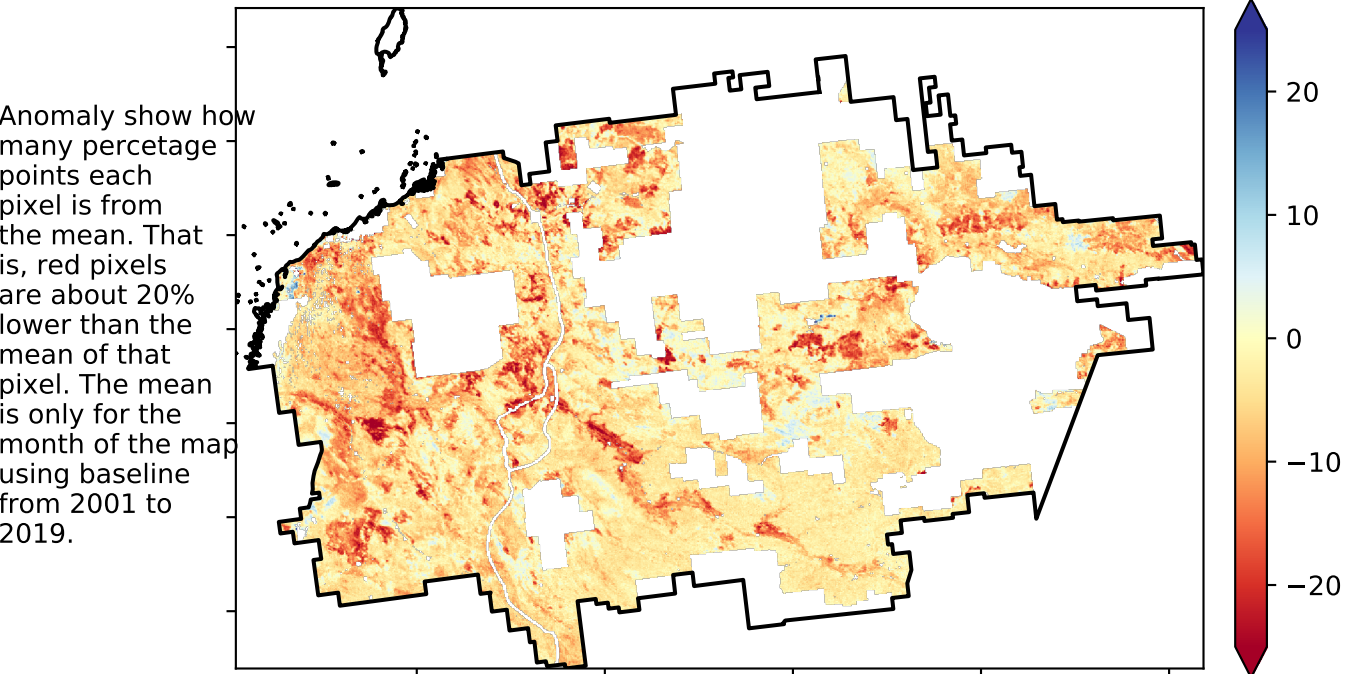 Anomaly show how
many percetage
points each
pixel is from
the mean. That
is, red pixels
are about 20%
lower than the
mean of that
pixel. The mean
is only for the
month of the map
using baseline
from 2001 to
2019.
20
10
0
−10
−20